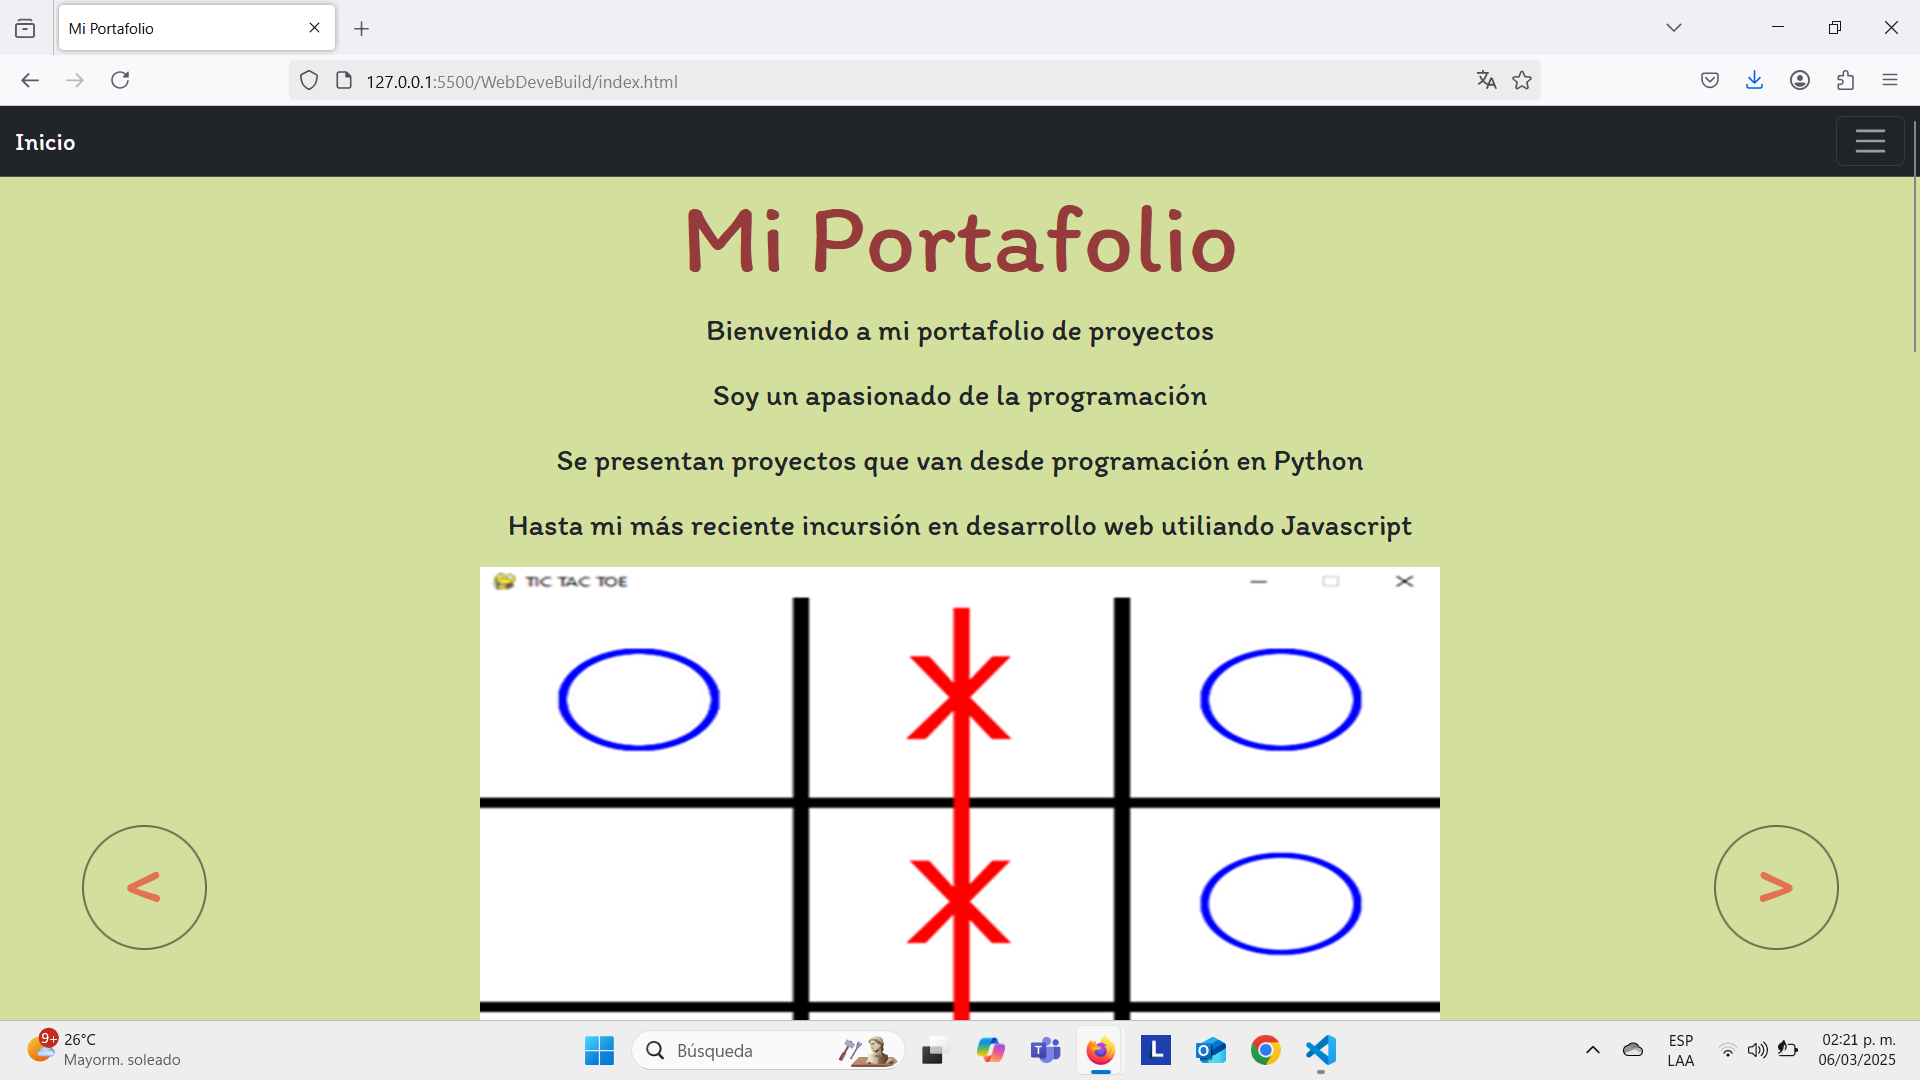 Mi Portafolio
127.0.0.1:5500/WebDeveBuild/index.html
Inicio
Mi Portafolio
Bienvenido a mi portafolio de proyectos
Soy un apasionado de la programación
Se presentan proyectos que van desde programación en Python
Hasta mi más reciente incursión en desarrollo web utiliando Javascript
TIC TAC TOE
<
>
9+
26°C
Mayorm. soleado
Búsqueda
ESP
LAA
02:21 p. m.
06/03/2025